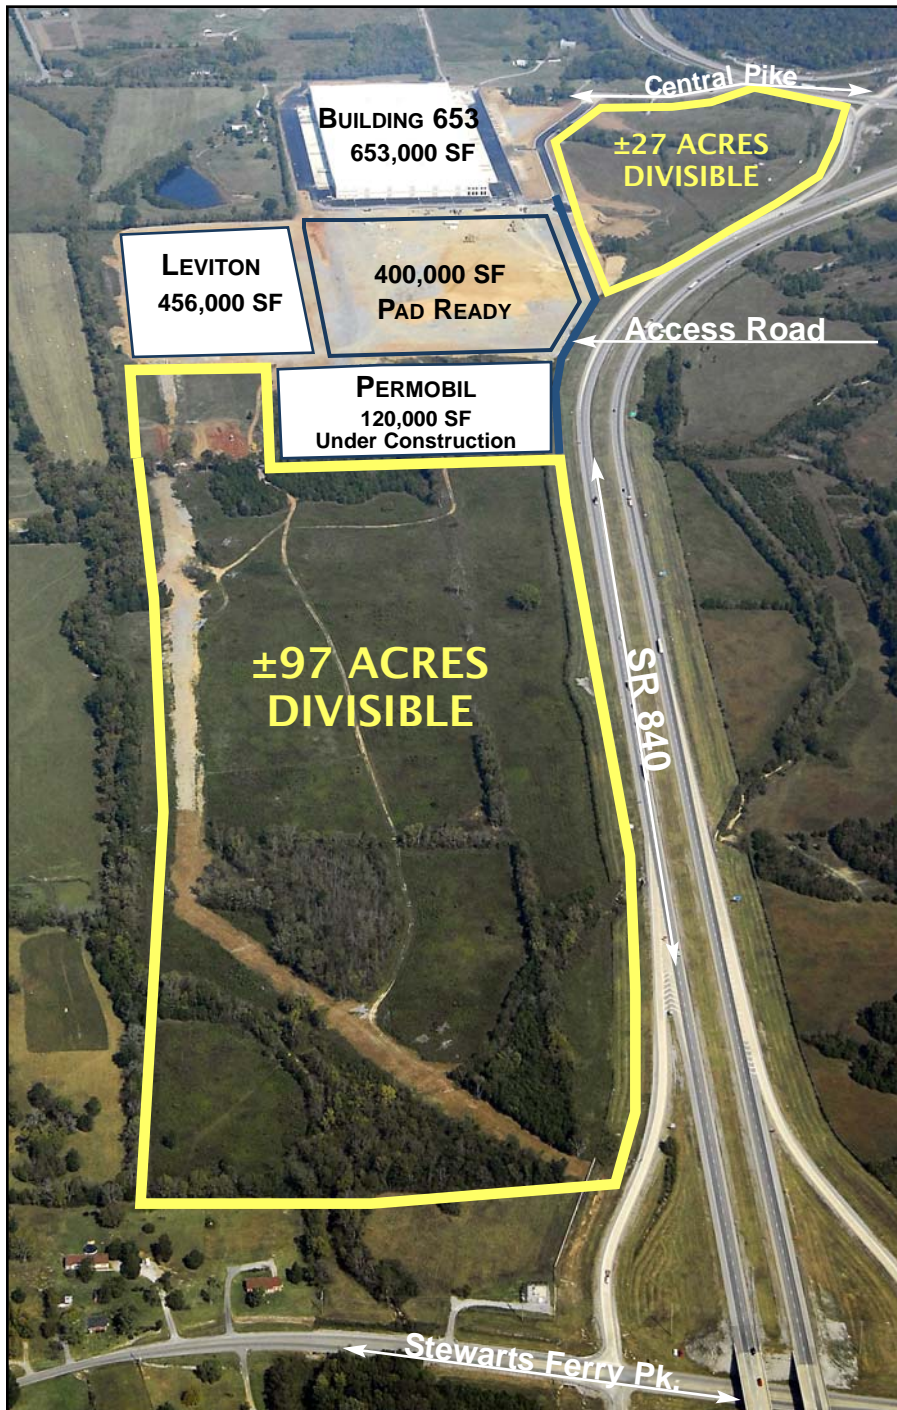 Central Pike
BUILDING 653
653,000 SF
±27 ACRES
DIVISIBLE
LEVITON
456,000 SF
400,000 SF
PAD READY
Access Road
PERMOBIL
120,000 SF
Under Construction
±97 ACRES
DIVISIBLE
SR 840
Stewarts Ferry Pk.